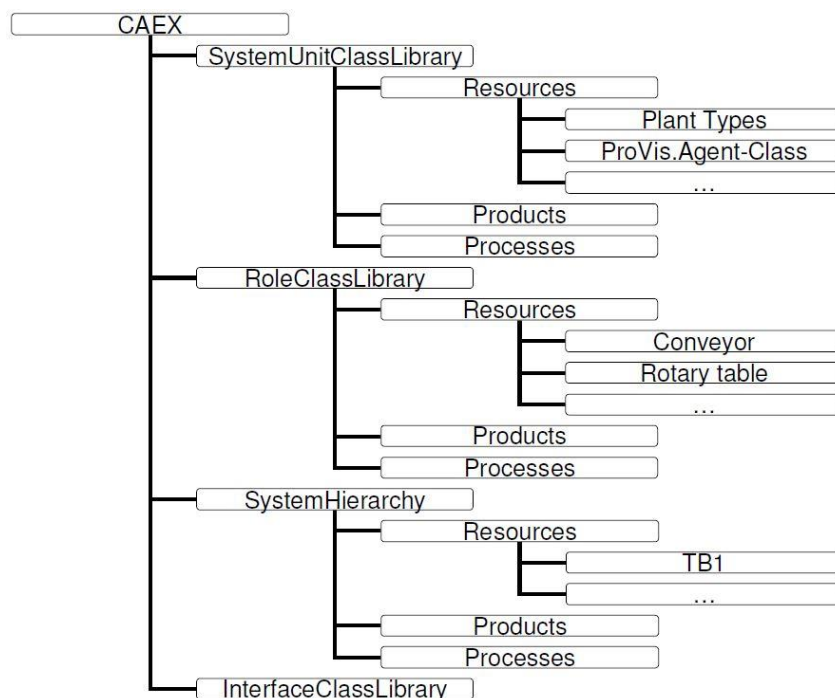 CAEX
SystemUnitClassLibrary
Resources
Plant Types
ProVis.Agent-Class
...
Products
Processes
RoleClassLibrary
Resources
Conveyor
Rotary table
...
Products
Processes
SystemHierarchy
Resources
TB1
...
Products
Processes
InterfaceClassLibrary